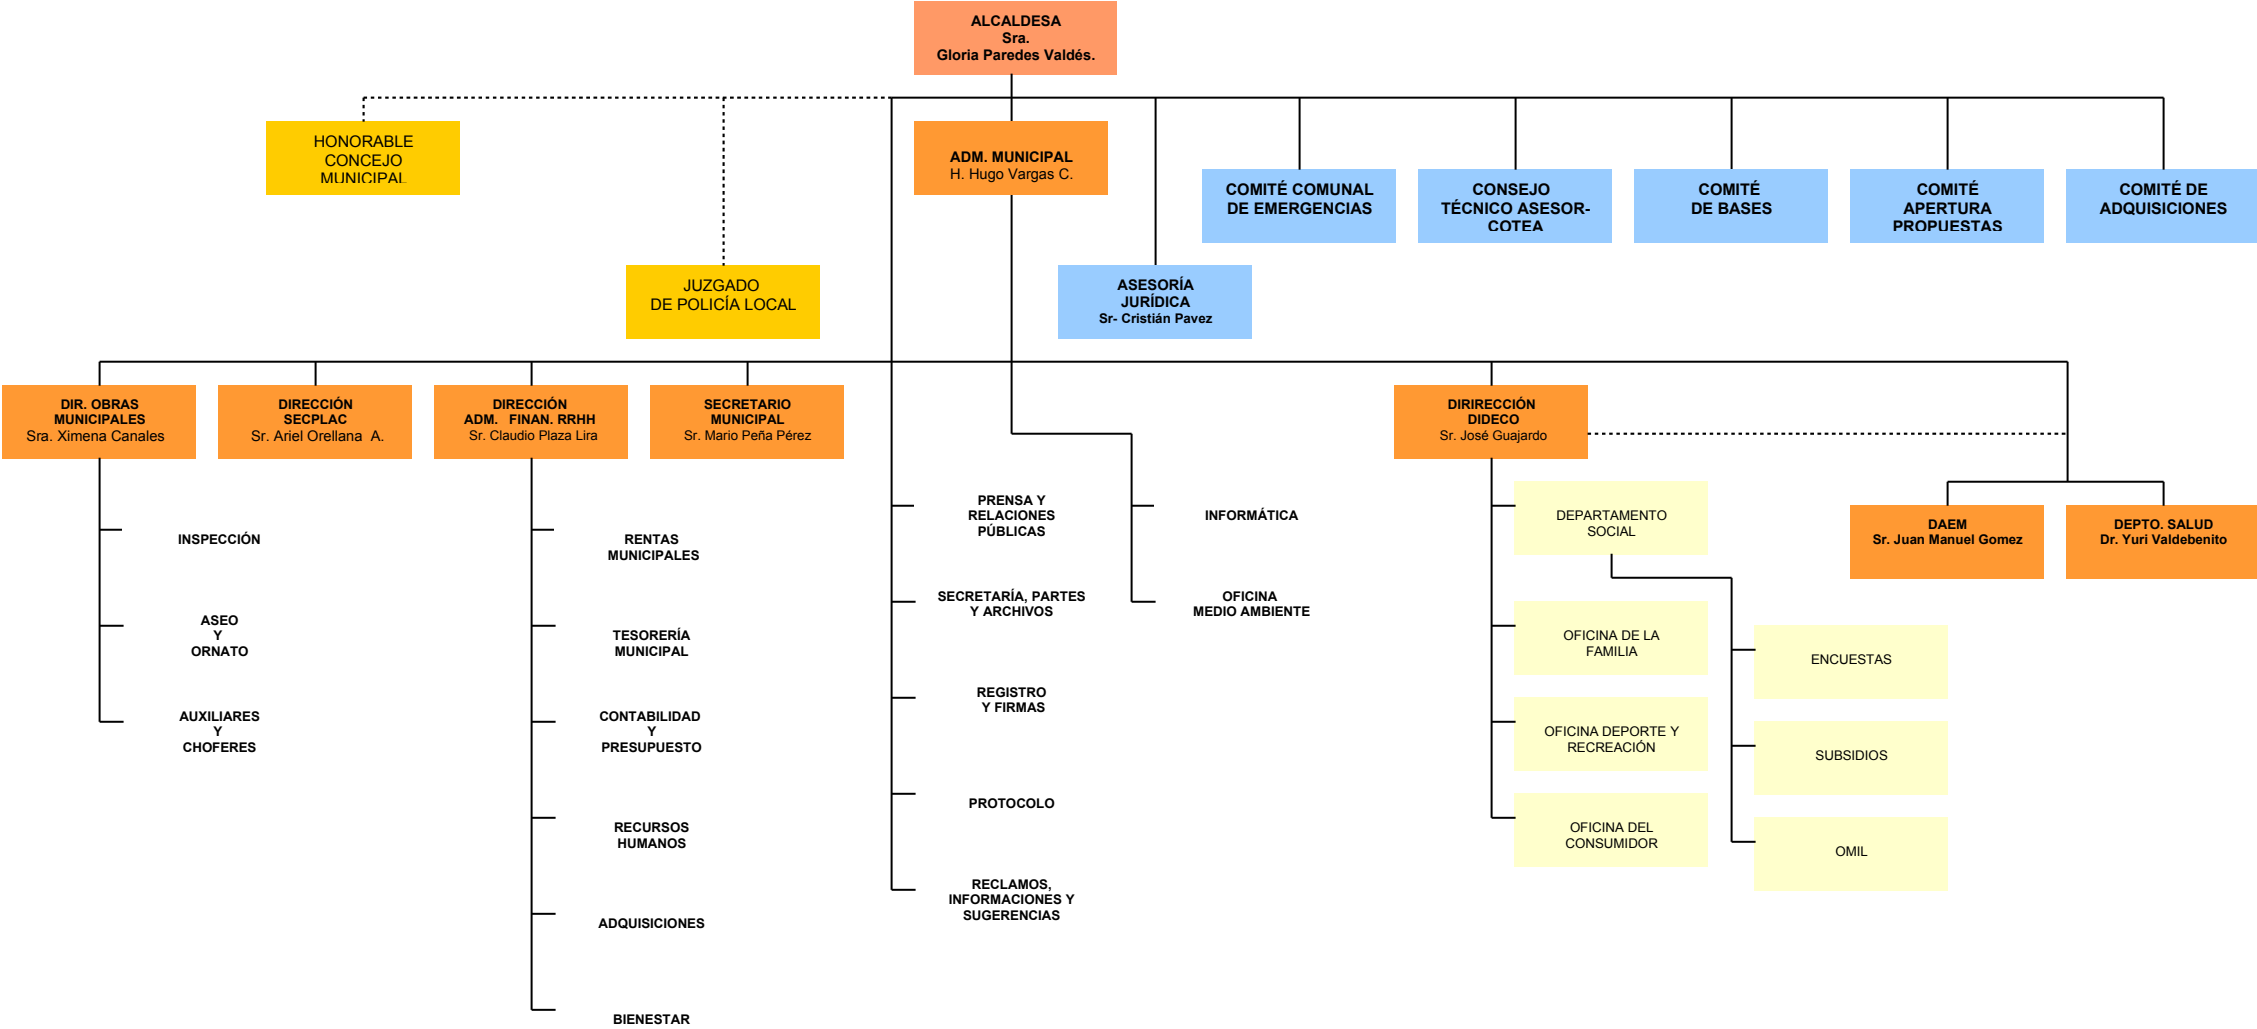 ALCALDESA
Sra.
Gloria Paredes Valdés.
HONORABLE
CONCEJO
MUNICIPAL
ADM. MUNICIPAL
H. Hugo Vargas C.
COMITÉ COMUNAL
DE EMERGENCIAS
CONSEJO
TÉCNICO ASESOR-
COTEA
COMITÉ
DE BASES
COMITÉ
APERTURA
PROPUESTAS
COMITÉ DE
ADQUISICIONES
JUZGADO
DE POLICÍA LOCAL
ASESORÍA
JURÍDICA
Sr- Cristián Pavez
DIR. OBRAS
MUNICIPALES
Sra. Ximena Canales
DIRECCIÓN
SECPLAC
Sr. Ariel Orellana A.
DIRECCIÓN
ADM. FINAN. RRHH
Sr. Claudio Plaza Lira
SECRETARIO
MUNICIPAL
Sr. Mario Peña Pérez
DIRIRECCIÓN
DIDECO
Sr. José Guajardo
INSPECCIÓN
ASEO
Y
ORNATO
AUXILIARES
Y
CHOFERES
RENTAS
MUNICIPALES
TESORERÍA
MUNICIPAL
CONTABILIDAD
Y
PRESUPUESTO
RECURSOS
HUMANOS
ADQUISICIONES
BIENESTAR
PRENSA Y
RELACIONES
PÚBLICAS
SECRETARÍA, PARTES
Y ARCHIVOS
REGISTRO
Y FIRMAS
PROTOCOLO
RECLAMOS,
INFORMACIONES Y
SUGERENCIAS
INFORMÁTICA
OFICINA
MEDIO AMBIENTE
DEPARTAMENTO
SOCIAL
OFICINA DE LA
FAMILIA
OFICINA DEPORTE Y
RECREACIÓN
OFICINA DEL
CONSUMIDOR
ENCUESTAS
SUBSIDIOS
OMIL
DAEM
Sr. Juan Manuel Gomez
DEPTO. SALUD
Dr. Yuri Valdebenito